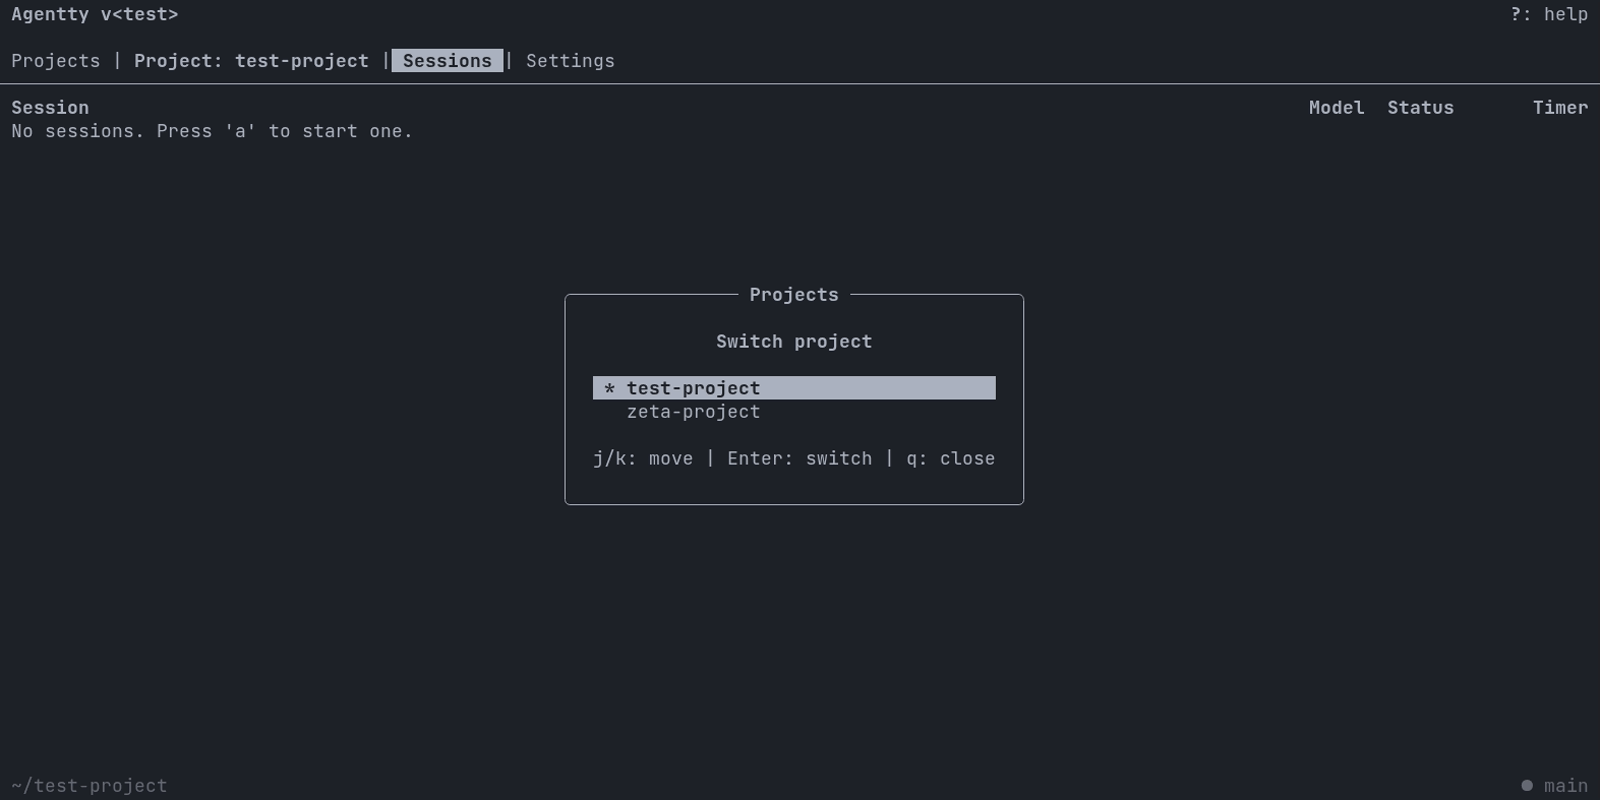 Agentty v<test> ?: help
Projects | Project: test-project | Sessions | Settings
Session Model Status Timer
No sessions. Press 'a' to start one.
Projects
Switch project
* test-project
zeta-project
j/k: move | Enter: switch | q: close
~/test-project ● main